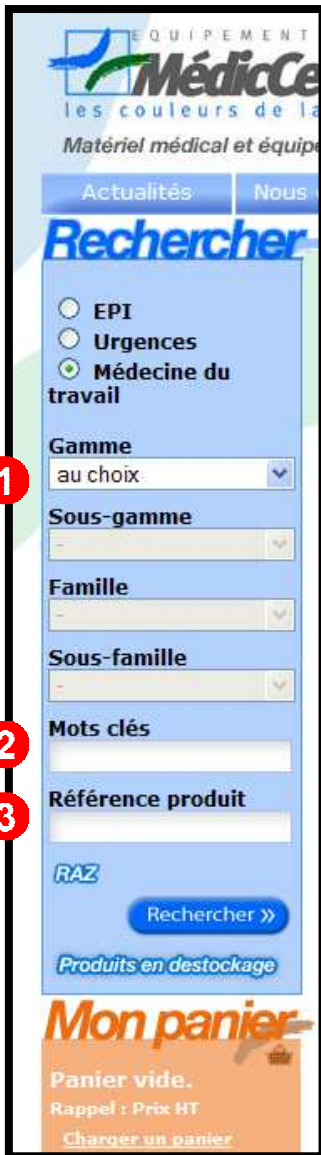 EQUIPEMENT
MédicCe
les couleurs de la
Matériel médical et équipe
Actualités Nous
Rechercher
EPI
Urgences
Médecine du
travail
Gamme
1
au choix
Sous-gamme
-
Famille
-
Sous-famille
-
Mots clés
2
Référence produit
3
RAZ
Rechercher »
Produits en destockage
Mon panier
Panier vide.
Rappel : Prix HT
Charger un panier